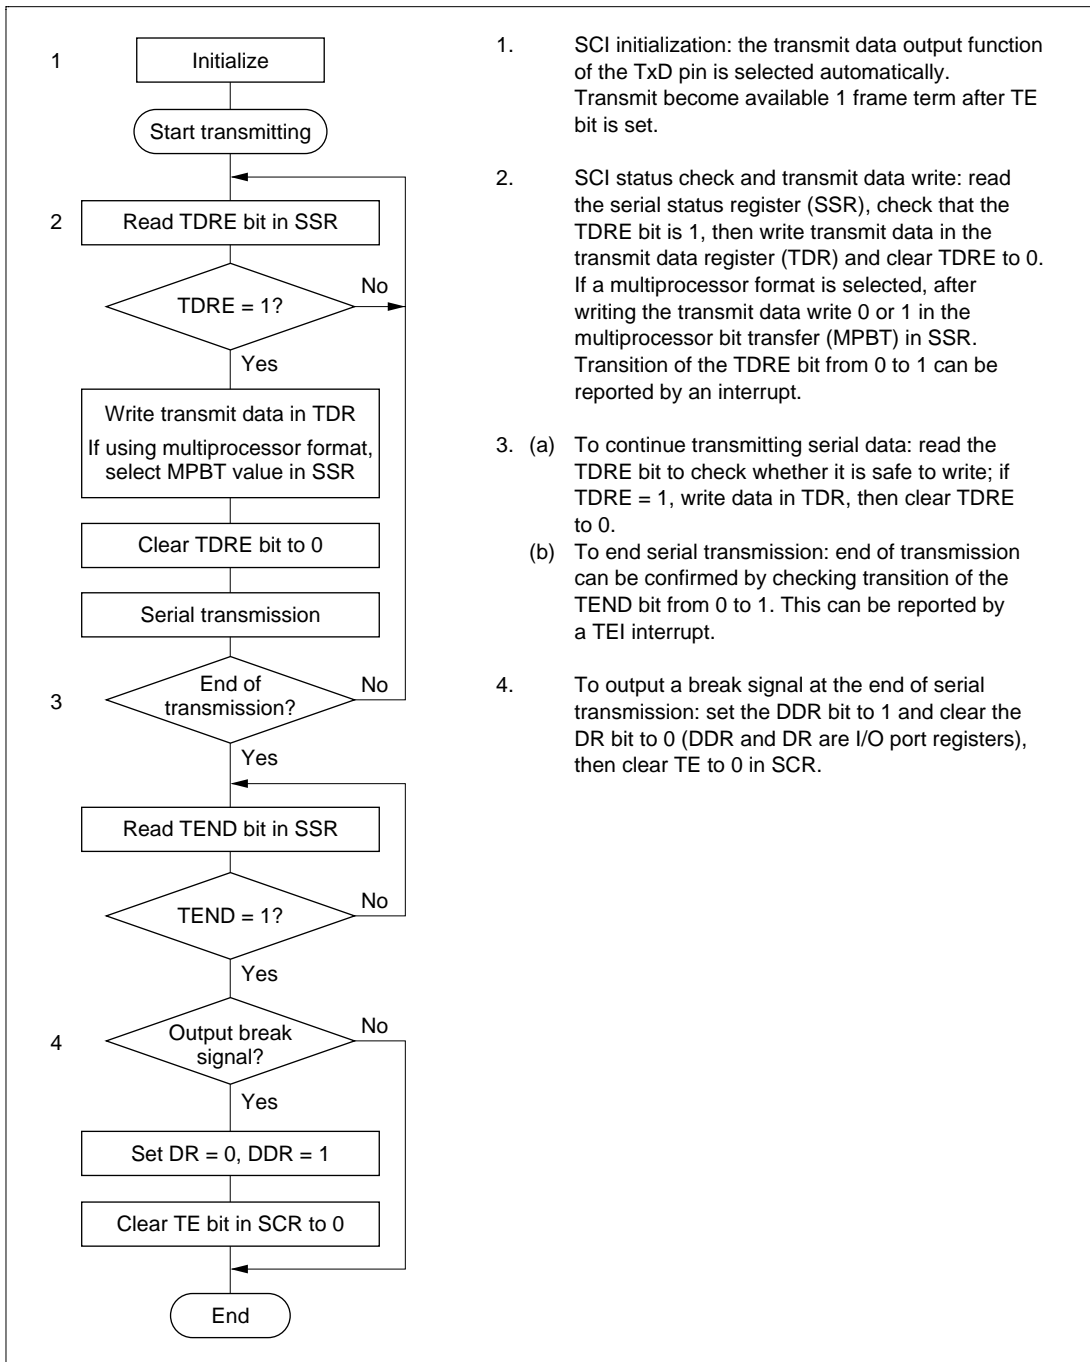 1
Initialize
Start transmitting
2
Read TDRE bit in SSR
TDRE = 1?
No
Yes
Write transmit data in TDR
If using multiprocessor format,
select MPBT value in SSR
Clear TDRE bit to 0
Serial transmission
3
End of
transmission?
No
Yes
Read TEND bit in SSR
TEND = 1?
No
Yes
4
Output break
signal?
No
Yes
Set DR = 0, DDR = 1
Clear TE bit in SCR to 0
End
1. SCI initialization: the transmit data output function
of the TxD pin is selected automatically.
Transmit become available 1 frame term after TE
bit is set.
2. SCI status check and transmit data write: read
the serial status register (SSR), check that the
TDRE bit is 1, then write transmit data in the
transmit data register (TDR) and clear TDRE to 0.
If a multiprocessor format is selected, after
writing the transmit data write 0 or 1 in the
multiprocessor bit transfer (MPBT) in SSR.
Transition of the TDRE bit from 0 to 1 can be
reported by an interrupt.
3. (a) To continue transmitting serial data: read the
TDRE bit to check whether it is safe to write; if
TDRE = 1, write data in TDR, then clear TDRE
to 0.
(b) To end serial transmission: end of transmission
can be confirmed by checking transition of the
TEND bit from 0 to 1. This can be reported by
a TEI interrupt.
4. To output a break signal at the end of serial
transmission: set the DDR bit to 1 and clear the
DR bit to 0 (DDR and DR are I/O port registers),
then clear TE to 0 in SCR.